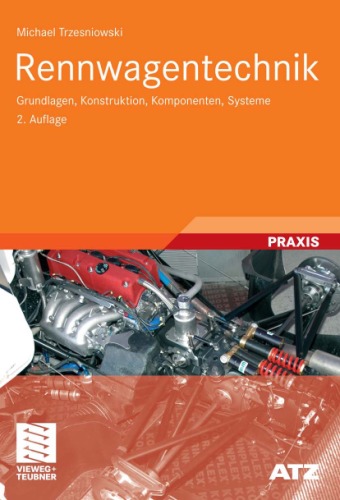 Michael Trzesniowski
Rennwagentechnik
Grundlagen, Konstruktion, Komponenten, Systeme
2. Auflage
PRAXIS
VIEWEG+
TEUBNER
ATZ